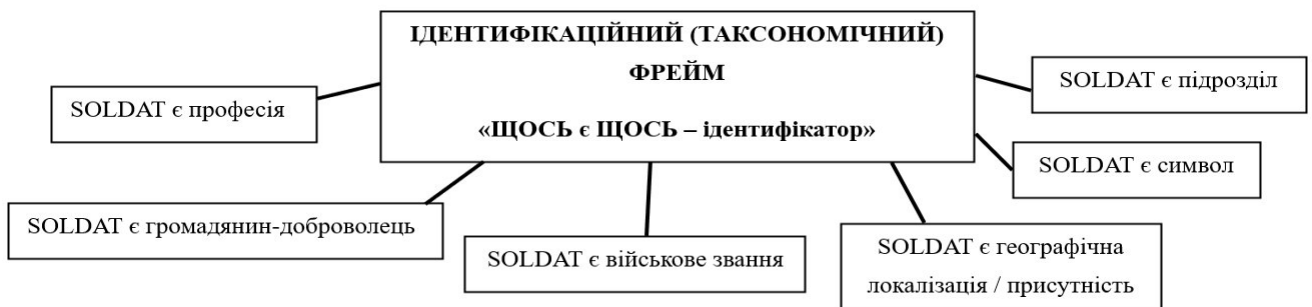 ІДЕНТИФІКАЦІЙНИЙ (ТАКСОНОМІЧНИЙ)
ФРЕЙМ
«ЩОСЬ є ЩОСЬ – ідентифікатор»
SOLDAT є професія
SOLDAT є підрозділ
SOLDAT є символ
SOLDAT є громадянин-доброволець
SOLDAT є військове звання
SOLDAT є географічна
локалізація / присутність